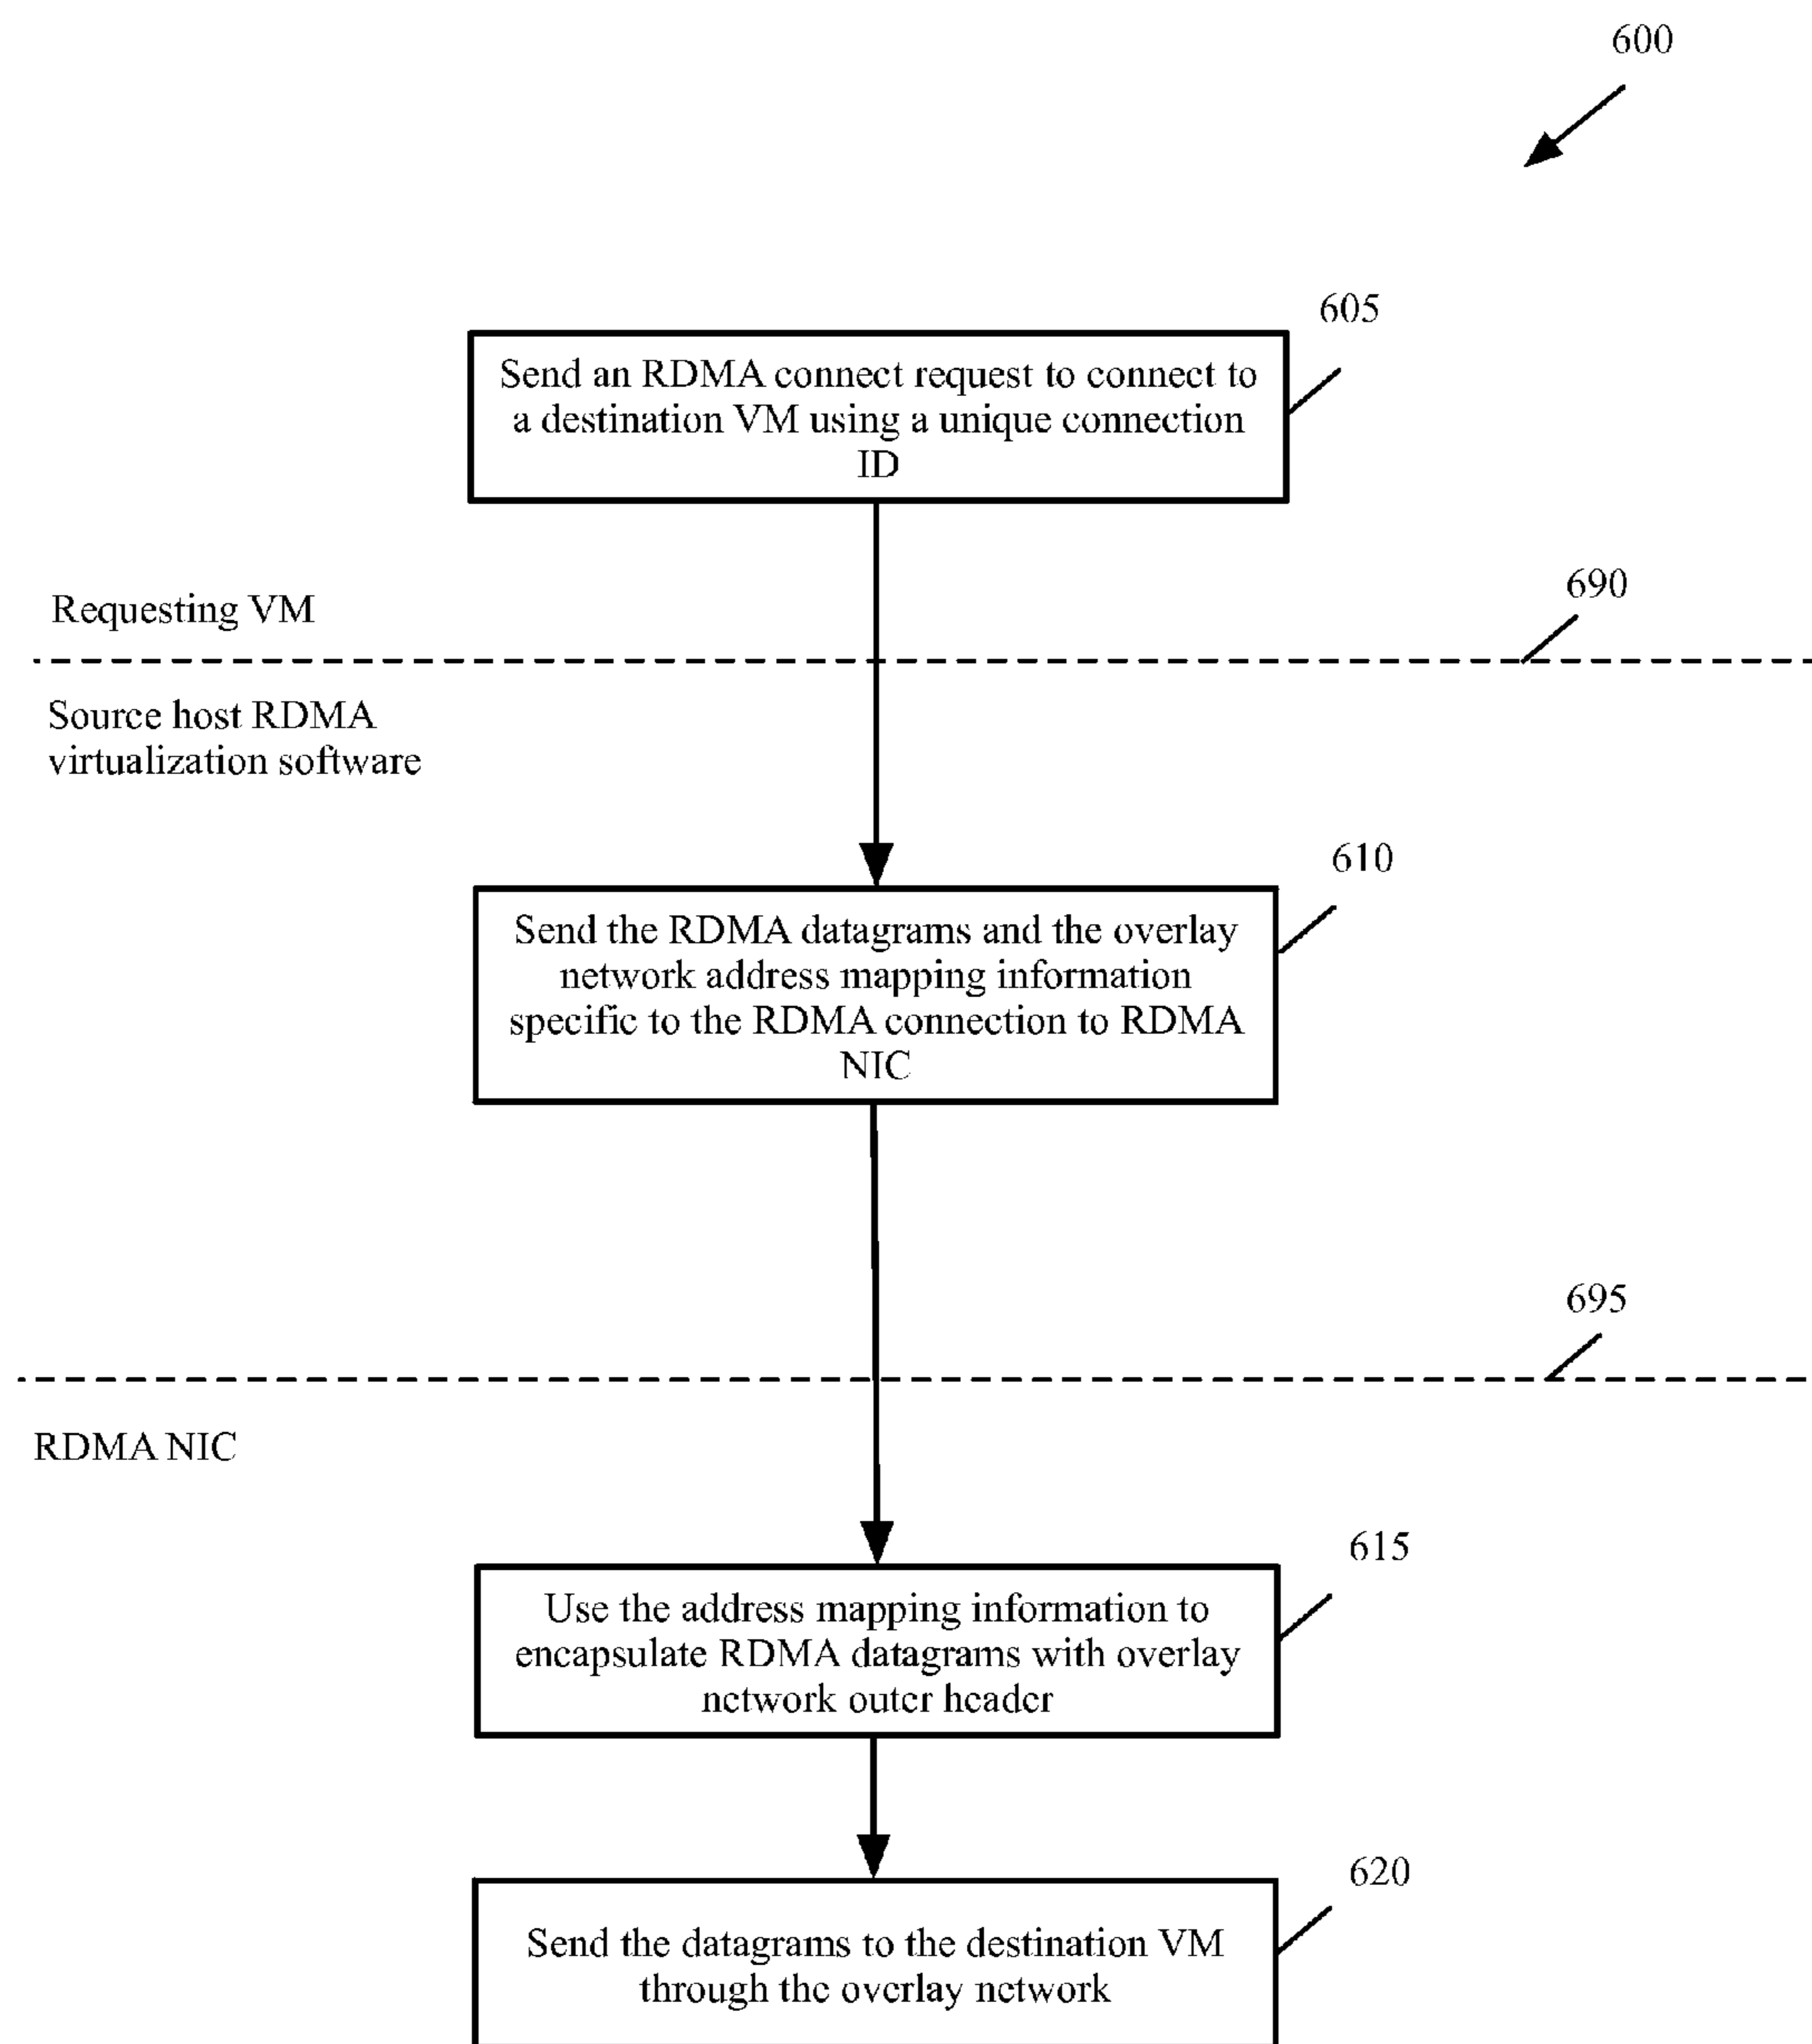 600
605
Send an RDMA connect request to connect to
a destination VM using a unique connection
ID
690
Requesting VM
Source host RDMA
virtualization software
610
Send the RDMA datagrams and the overlay
network address mapping information
specific to the RDMA connection to RDMA
NIC
695
RDMA NIC
615
Use the address mapping information to
encapsulate RDMA datagrams with overlay
network outer header
620
Send the datagrams to the destination VM
through the overlay network